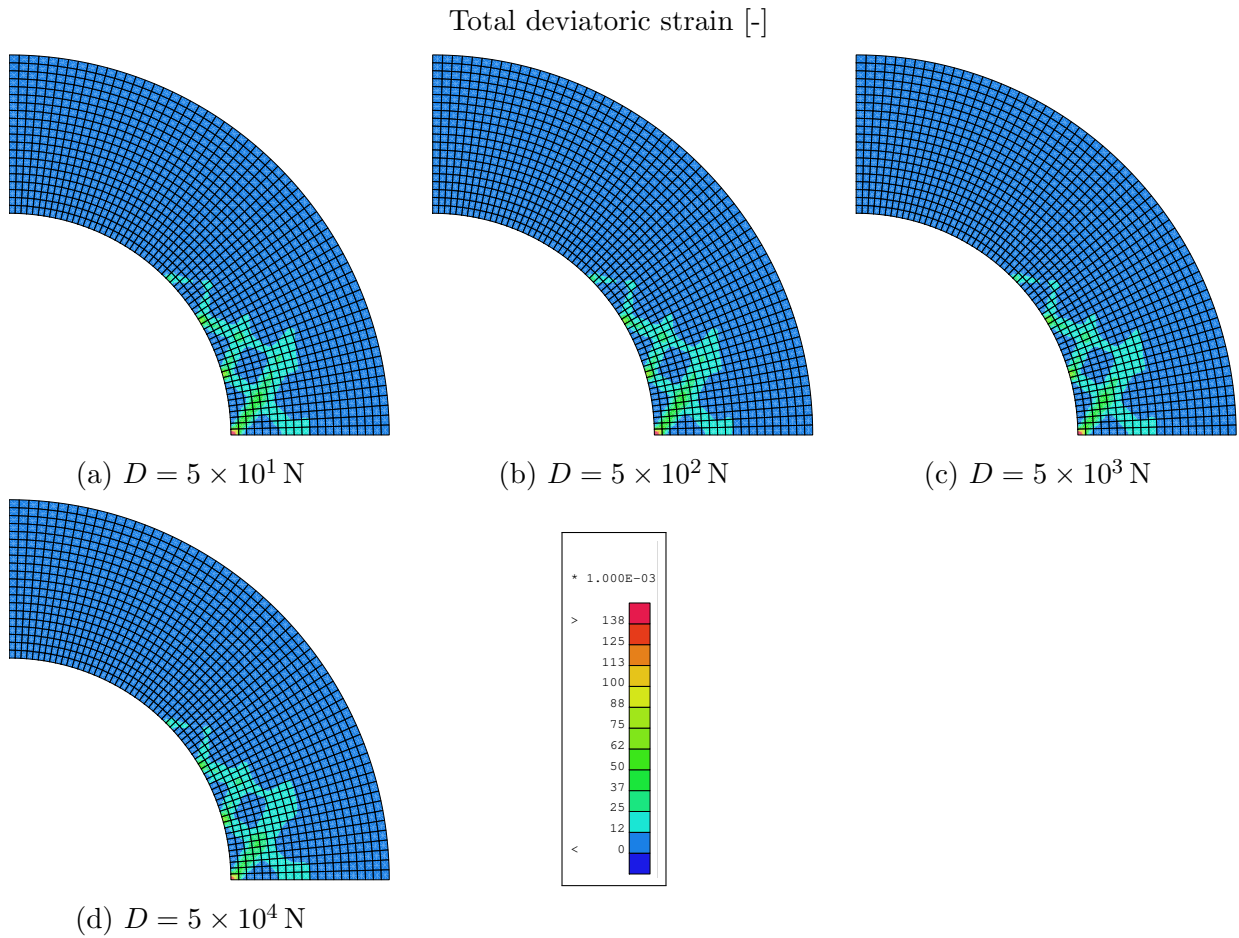 Total deviatoric strain [-]
(a) D = 5 × 10¹ N
(b) D = 5 × 10² N
(c) D = 5 × 10³ N
* 1.000E-03
> 138
125
113
100
88
75
62
50
37
25
12
< 0
(d) D = 5 × 10⁴ N